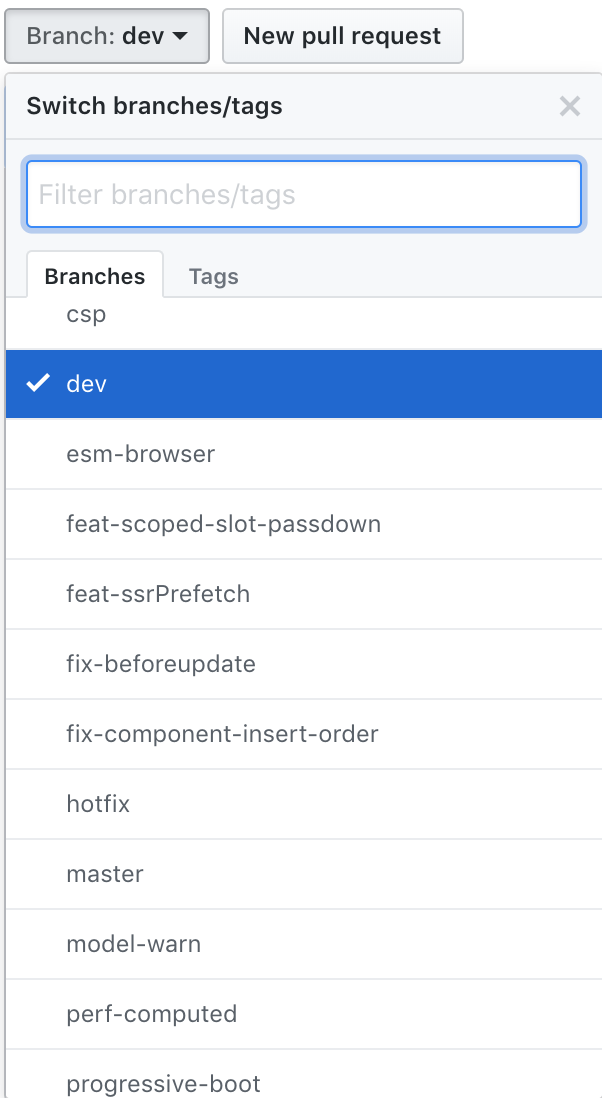 Branch: dev New pull request
Switch branches/tags
Filter branches/tags
Branches Tags
csp
dev
esm-browser
feat-scoped-slot-passdown
feat-ssrPrefetch
fix-beforeupdate
fix-component-insert-order
hotfix
master
model-warn
perf-computed
progressive-boot